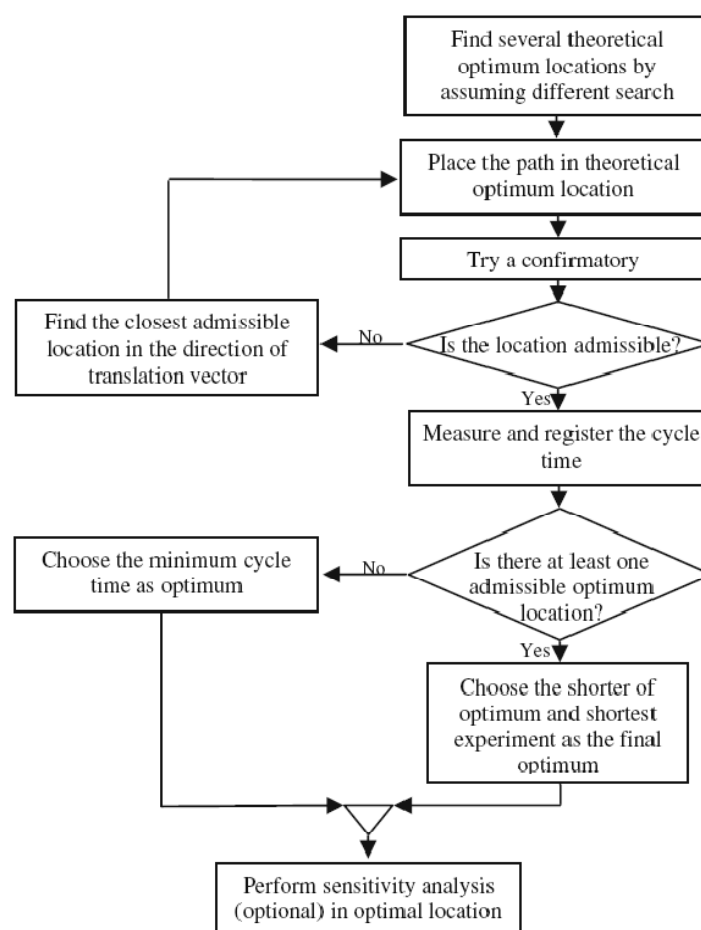 Find several theoretical
optimum locations by
assuming different search
Place the path in theoretical
optimum location
Try a confirmatory
Find the closest admissible
location in the direction of
translation vector
No
Is the location admissible?
Yes
Measure and register the cycle
time
Choose the minimum cycle
time as optimum
No
Is there at least one
admissible optimum
location?
Yes
Choose the shorter of
optimum and shortest
experiment as the final
optimum
Perform sensitivity analysis
(optional) in optimal location